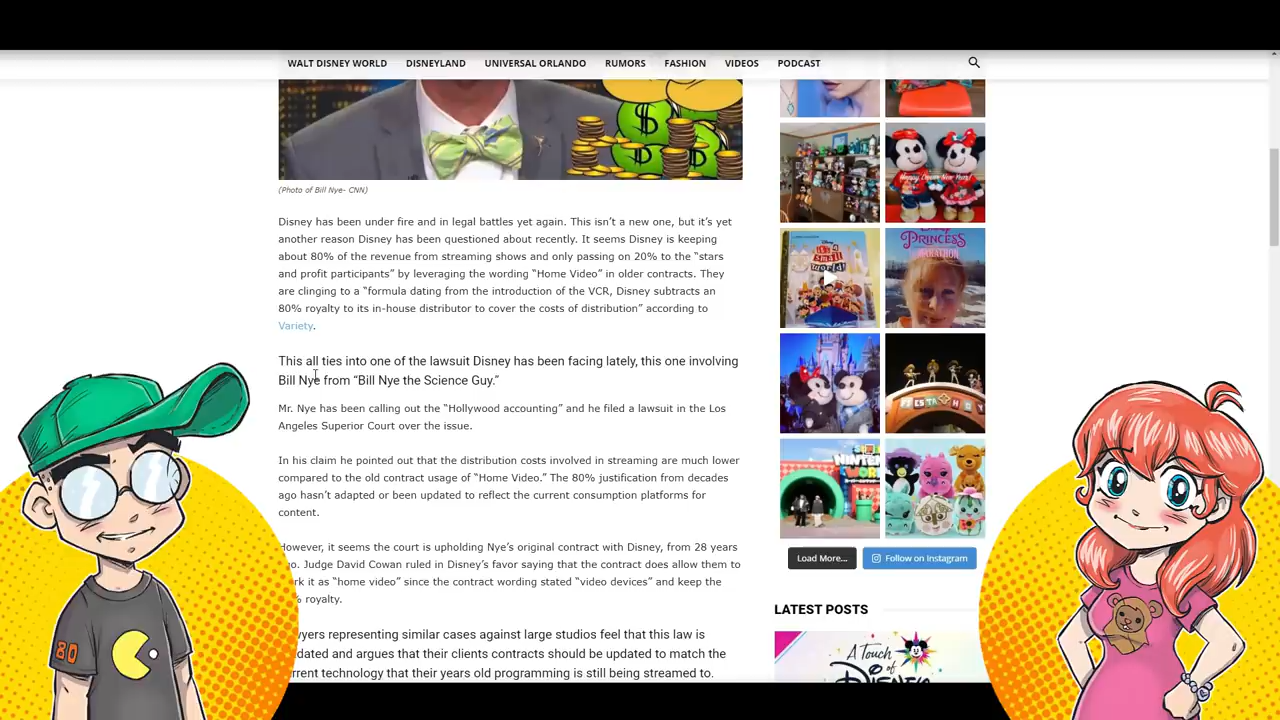 WALT DISNEY WORLD DISNEYLAND UNIVERSAL ORLANDO RUMORS FASHION VIDEOS PODCAST
(Photo of Bill Nye- CNN)
Disney has been under fire and in legal battles yet again. This isn’t a new one, but it’s yet
another reason Disney has been questioned about recently. It seems Disney is keeping
about 80% of the revenue from streaming shows and only passing on 20% to the “stars
and profit participants” by leveraging the wording “Home Video” in older contracts. They
are clinging to a “formula dating from the introduction of the VCR, Disney subtracts an
80% royalty to its in-house distributor to cover the costs of distribution” according to
Variety.
This all ties into one of the lawsuit Disney has been facing lately, this one involving
Bill Nye from “Bill Nye the Science Guy.”
Mr. Nye has been calling out the “Hollywood accounting” and he filed a lawsuit in the Los
Angeles Superior Court over the issue.
In his claim he pointed out that the distribution costs involved in streaming are much lower
compared to the old contract usage of “Home Video.” The 80% justification from decades
ago hasn’t adapted or been updated to reflect the current consumption platforms for
content.
However, it seems the court is upholding Nye’s original contract with Disney, from 28 years
go. Judge David Cowan ruled in Disney’s favor saying that the contract does allow them to
rk it as “home video” since the contract wording stated “video devices” and keep the
% royalty.
yers representing similar cases against large studios feel that this law is
dated and argues that their clients contracts should be updated to match the
rrent technology that their years old programming is still being streamed to.
Disney
it's
a small
world!
PRINCESS
MARATHON
Load More...
Follow on Instagram
LATEST POSTS
A Touch
of
DISNEY
80